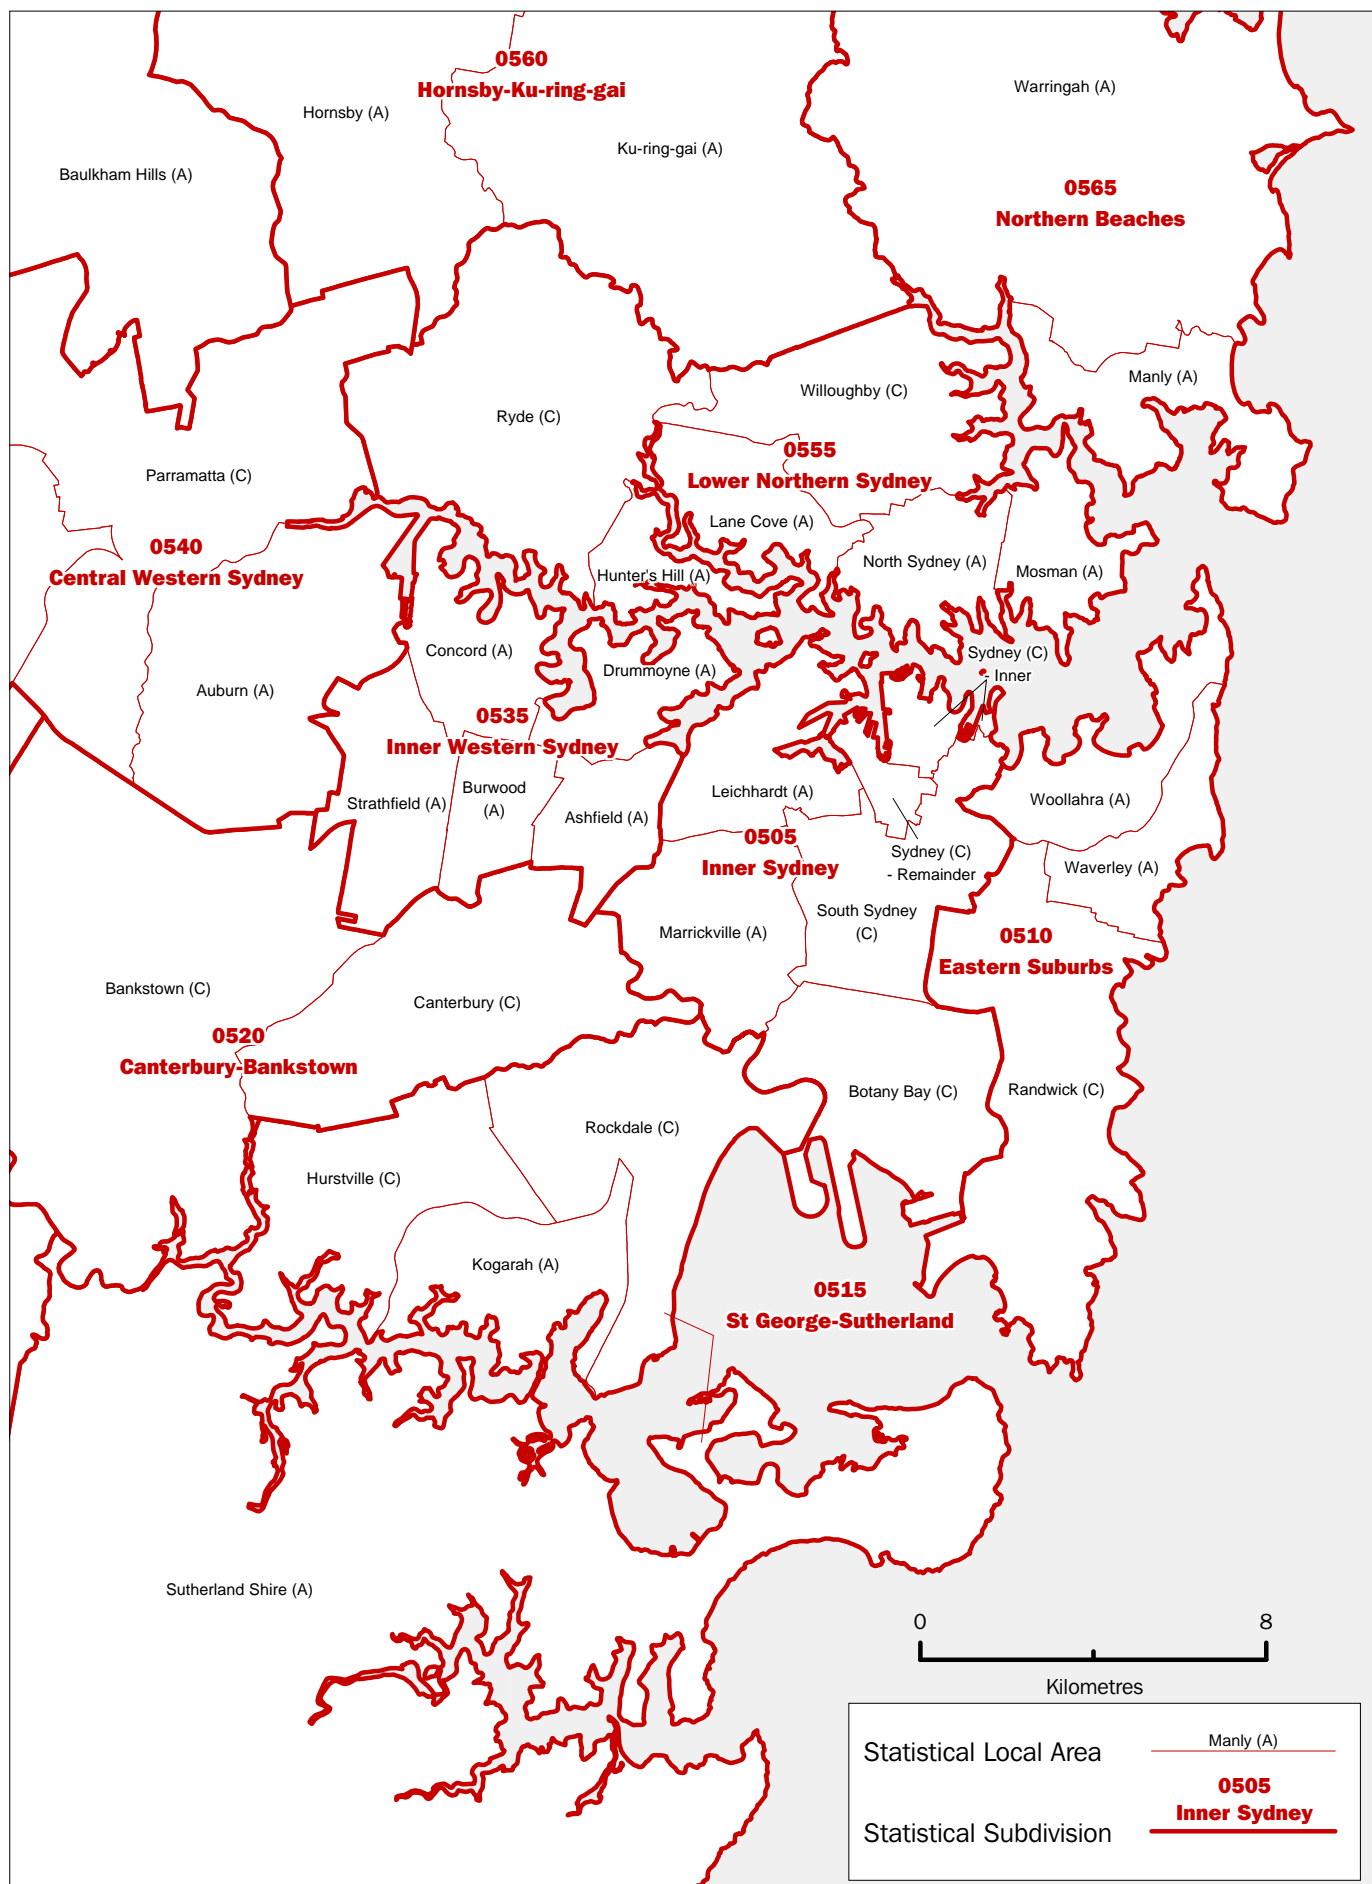 0560
Hornsby-Ku-ring-gai
Warringah (A)
Hornsby (A)
Ku-ring-gai (A)
Baulkham Hills (A)
0565
Northern Beaches
Manly (A)
Willoughby (C)
Ryde (C)
0555
Lower Northern Sydney
Parramatta (C)
Lane Cove (A)
0540
Central Western Sydney
North Sydney (A)
Mosman (A)
Hunter's Hill (A)
Concord (A)
Sydney (C)
- Inner
Drummoyne (A)
Auburn (A)
0535
Inner Western Sydney
Burwood
(A)
Strathfield (A)
Ashfield (A)
Leichhardt (A)
Woollahra (A)
0505
Inner Sydney
Sydney (C)
- Remainder
Waverley (A)
South Sydney
(C)
Marrickville (A)
0510
Eastern Suburbs
Bankstown (C)
Canterbury (C)
0520
Canterbury-Bankstown
Botany Bay (C)
Randwick (C)
Rockdale (C)
Hurstville (C)
Kogarah (A)
0515
St George-Sutherland
Sutherland Shire (A)
0 8
Kilometres
Statistical Local Area
Manly (A)
0505
Inner Sydney
Statistical Subdivision